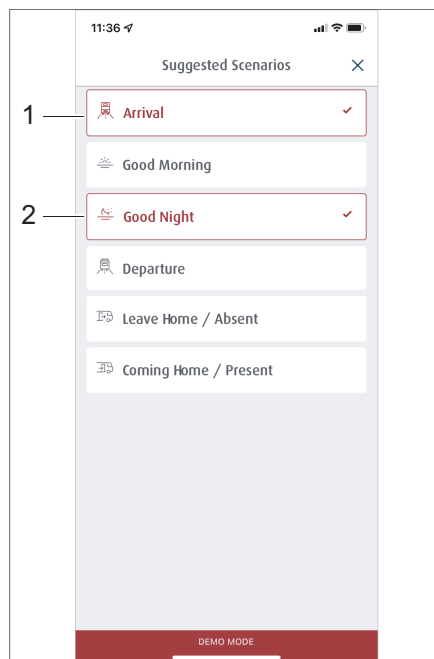 11:36
Suggested Scenarios
1
Arrival
Good Morning
2
Good Night
Departure
Leave Home / Absent
Coming Home / Present
DEMO MODE